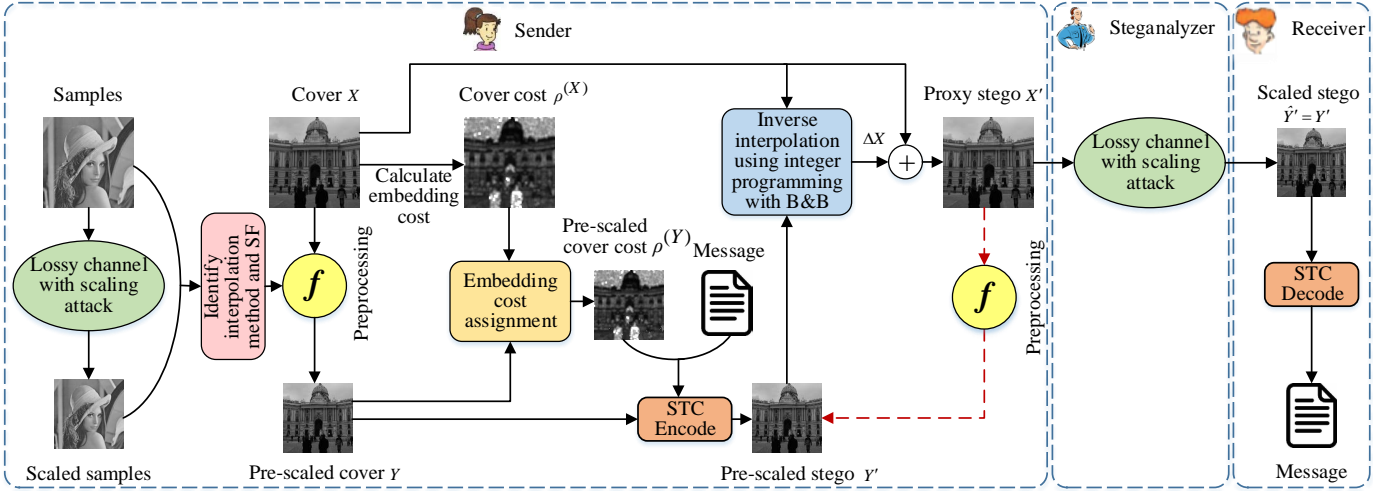 Sender
Samples
Lossy channel
with scaling
attack
Scaled samples
Identify
interpolation
method and SF
Cover X
f
Preprocessing
Pre-scaled cover Y
Calculate
embedding
cost
Cover cost ρ(X)
Embedding
cost
assignment
Pre-scaled
cover cost ρ(Y)
Message
STC
Encode
Pre-scaled stego Y′
Inverse
interpolation
using integer
programming
with B&B
ΔX
+
Proxy stego X′
f
Preprocessing
Steganalyzer
Lossy channel
with scaling
attack
Receiver
Scaled stego
Ŷ′ = Y′
STC
Decode
Message